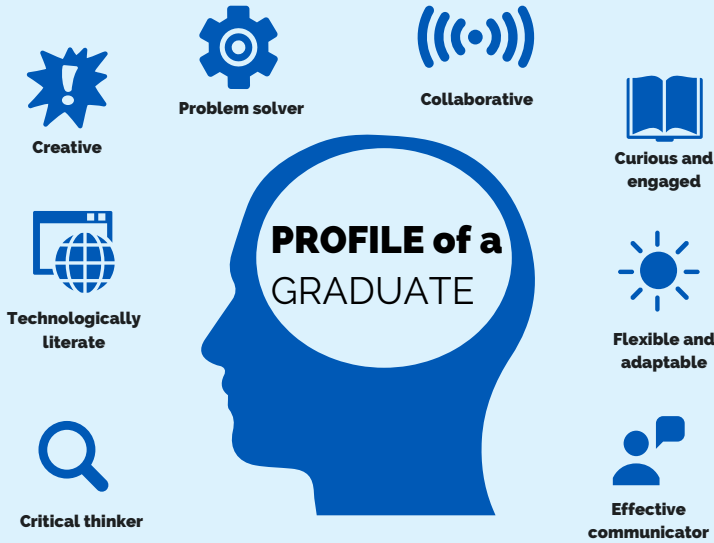 Problem solver
Collaborative
Creative
Curious and
engaged
PROFILE of a
GRADUATE
Technologically
literate
Flexible and
adaptable
Critical thinker
Effective
communicator